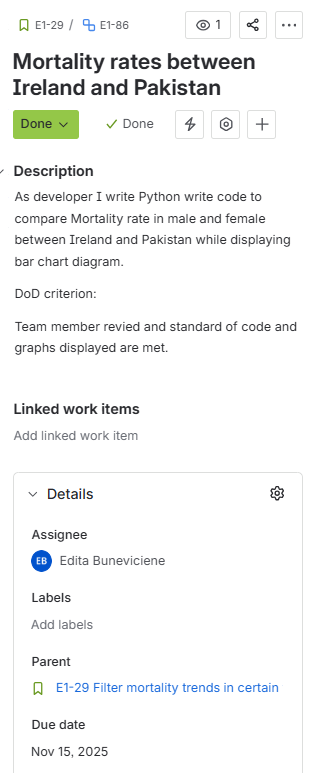 E1-29 / E1-86
1
Mortality rates between
Ireland and Pakistan
Done
Done
Description
As developer I write Python write code to
compare Mortality rate in male and female
between Ireland and Pakistan while displaying
bar chart diagram.
DoD criterion:
Team member revied and standard of code and
graphs displayed are met.
Linked work items
Add linked work item
Details
Assignee
EB Edita Buneviciene
Labels
Add labels
Parent
E1-29 Filter mortality trends in certain
Due date
Nov 15, 2025